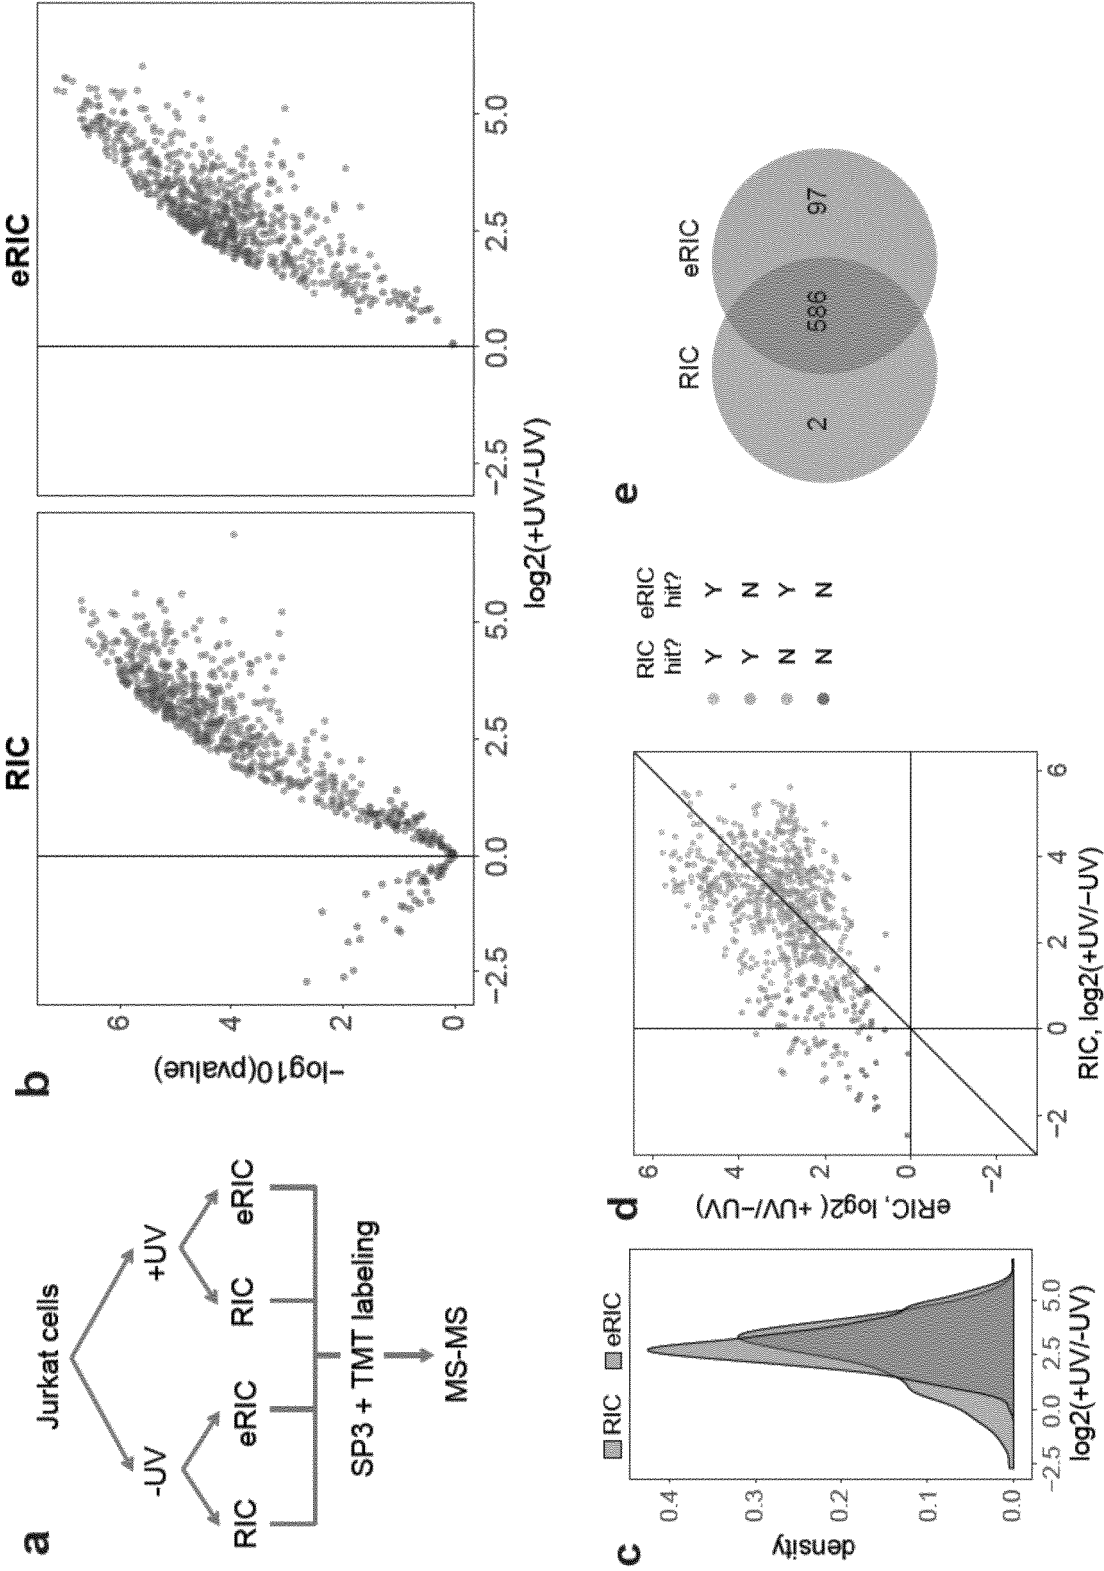 a
Jurkat cells
-UV
+UV
RIC
eRIC
RIC
eRIC
SP3 + TMT labeling
MS-MS
b
RIC
eRIC
−log10(pvalue)
6
4
2
0
−2.5
0.0
2.5
5.0
−2.5
0.0
2.5
5.0
log2(+UV/-UV)
c
RIC
eRIC
density
0.4
0.3
0.2
0.1
0.0
−2.5
0.0
2.5
5.0
log2(+UV/-UV)
d
eRIC, log2( +UV/−UV)
6
4
2
0
−2
−2
0
2
4
6
RIC, log2(+UV/−UV)
RIC eRIC
hit? hit?
Y Y
Y N
N Y
N N
e
RIC
eRIC
2
586
97